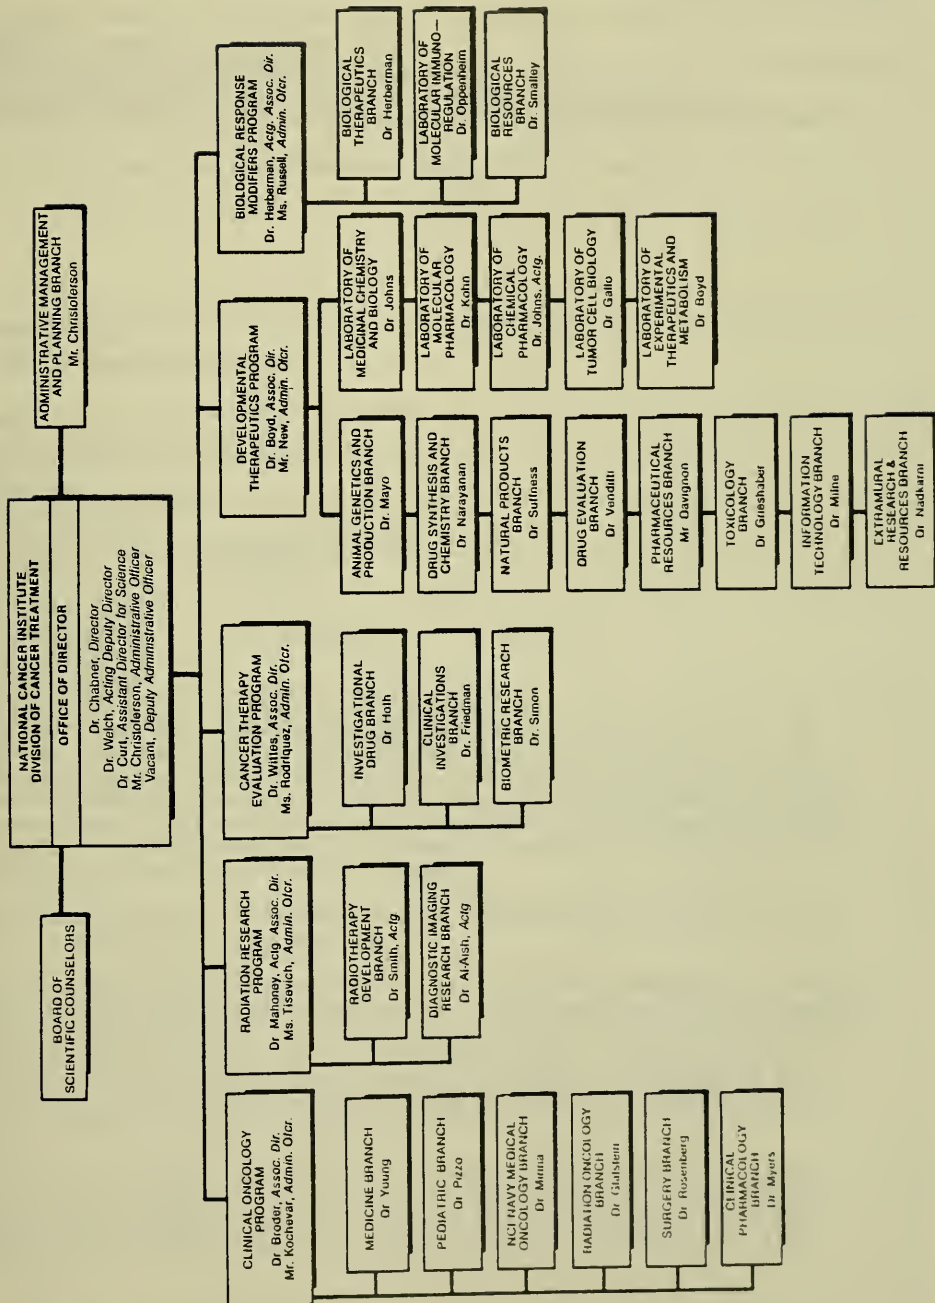 NATIONAL CANCER INSTITUTE
DIVISION OF CANCER TREATMENT
OFFICE OF DIRECTOR
Dr. Chabner, Director
Dr. Welch, Acting Deputy Director
Dr Curt, Assistant Director for Science
Mr. Christoferson, Administrative Officer
Vacant, Deputy Administrative Officer
BOARD OF
SCIENTIFIC COUNSELORS
ADMINISTRATIVE MANAGEMENT
AND PLANNING BRANCH
Mr. Christoferson
CLINICAL ONCOLOGY
PROGRAM
Dr Broder, Assoc. Dir.
Mr. Kochevar, Admin. Ofcr.
MEDICINE BRANCH
Dr Young
PEDIATRIC BRANCH
Dr Pizzo
NCI NAVY MEDICAL
ONCOLOGY BRANCH
Dr Minna
RADIATION ONCOLOGY
BRANCH
Dr Glatstein
SURGERY BRANCH
Dr Rosenberg
CLINICAL
PHARMACOLOGY
BRANCH
Dr Myers
RADIATION RESEARCH
PROGRAM
Dr Mahoney, Actg Assoc. Dir.
Ms. Tisevich, Admin. Ofcr.
RADIOTHERAPY
DEVELOPMENT
BRANCH
Dr Smith, Actg
DIAGNOSTIC IMAGING
RESEARCH BRANCH
Dr Al-Aish, Actg
CANCER THERAPY
EVALUATION PROGRAM
Dr. Wittes, Assoc. Dir.
Ms. Rodriquez, Admin. Ofcr.
INVESTIGATIONAL
DRUG BRANCH
Dr Hoth
CLINICAL
INVESTIGATIONS
BRANCH
Dr. Friedman
BIOMETRIC RESEARCH
BRANCH
Dr. Simon
DEVELOPMENTAL
THERAPEUTICS PROGRAM
Dr. Boyd, Assoc. Dir.
Mr. New, Admin. Ofcr.
ANIMAL GENETICS AND
PRODUCTION BRANCH
Dr. Mayo
DRUG SYNTHESIS AND
CHEMISTRY BRANCH
Dr Narayanan
NATURAL PRODUCTS
BRANCH
Dr Suffness
DRUG EVALUATION
BRANCH
Dr Venditti
PHARMACEUTICAL
RESOURCES BRANCH
Mr Davignon
TOXICOLOGY
BRANCH
Dr Grieshaber
INFORMATION
TECHNOLOGY BRANCH
Dr Milne
EXTRAMURAL
RESEARCH &
RESOURCES BRANCH
Dr Nadkarni
LABORATORY OF
MEDICINAL CHEMISTRY
AND BIOLOGY
Dr Johns
LABORATORY OF
MOLECULAR
PHARMACOLOGY
Dr Kohn
LABORATORY OF
CHEMICAL
PHARMACOLOGY
Dr. Johns, Actg.
LABORATORY OF
TUMOR CELL BIOLOGY
Dr Gallo
LABORATORY OF
EXPERIMENTAL
THERAPEUTICS AND
METABOLISM
Dr Boyd
BIOLOGICAL RESPONSE
MODIFIERS PROGRAM
Dr. Herberman, Actg. Assoc. Dir.
Ms. Russell, Admin. Ofcr.
BIOLOGICAL
THERAPEUTICS
BRANCH
Dr Herberman
LABORATORY OF
MOLECULAR IMMUNO—
REGULATION
Dr. Oppenheim
BIOLOGICAL
RESOURCES
BRANCH
Dr. Smalley